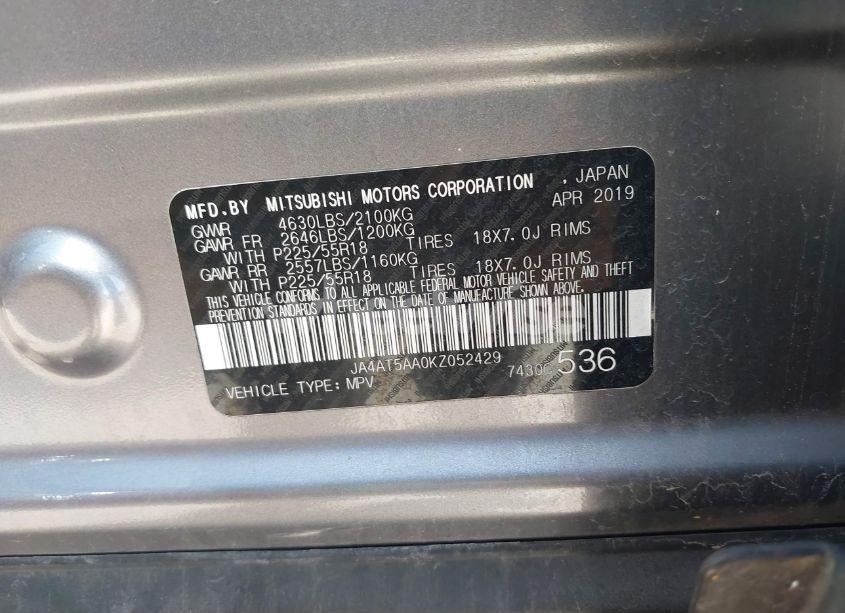 MFD.BY MITSUBISHI MOTORS CORPORATION , JAPAN
GVWR 4630LBS/2100KG APR 2019
GAWR FR 2646LBS/1200KG
WITH P225/55R18 TIRES 18X7.0J RIMS
GAWR RR 2557LBS/1160KG
WITH P225/55R18 TIRES 18X7.0J RIMS
THIS VEHICLE CONFORMS TO ALL APPLICABLE FEDERAL MOTOR VEHICLE SAFETY AND THEFT
PREVENTION STANDARDS IN EFFECT ON THE DATE OF MANUFACTURE SHOWN ABOVE.
JA4AT5AA0KZ052429
VEHICLE TYPE: MPV 536